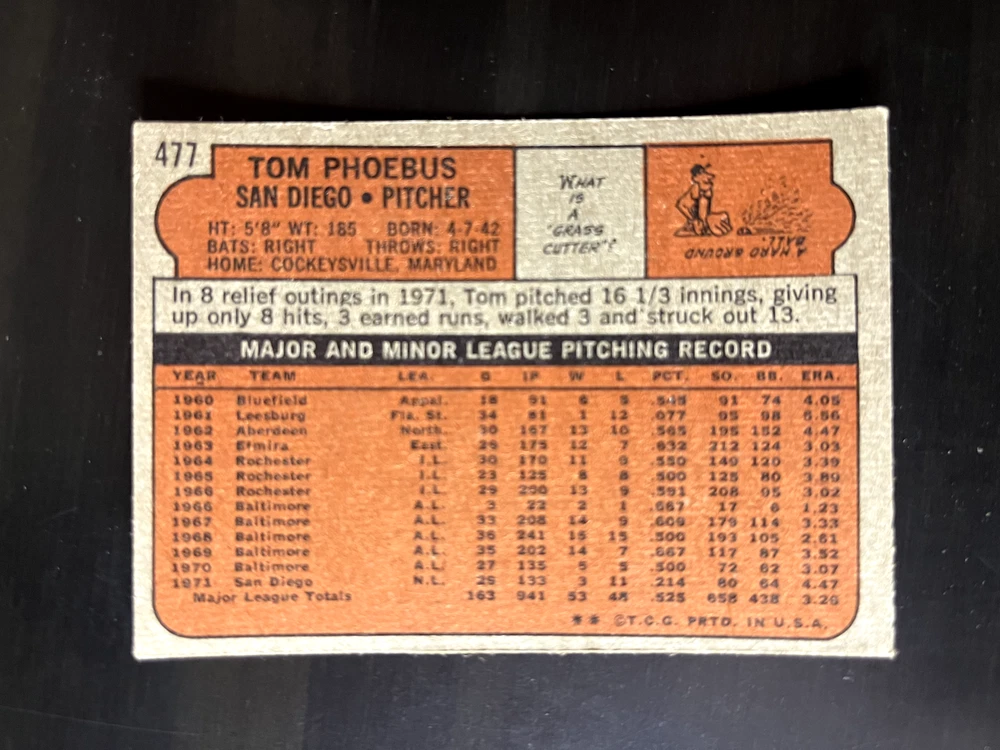 477
TOM PHOEBUS
SAN DIEGO • PITCHER
HT: 5'8" WT: 185 BORN: 4-7-42
BATS: RIGHT THROWS: RIGHT
HOME: COCKEYSVILLE, MARYLAND
WHAT
IS
A
"GRASS
CUTTER"?
A HARD GROUND
BALL.
In 8 relief outings in 1971, Tom pitched 16 1/3 innings, giving
up only 8 hits, 3 earned runs, walked 3 and struck out 13.
MAJOR AND MINOR LEAGUE PITCHING RECORD
YEAR TEAM LEA. G IP W L PCT. SO. BB. ERA.
1960 Bluefield Appal. 18 91 6 5 .545 91 74 4.05
1961 Leesburg Fla. St. 34 81 1 12 .077 95 98 6.56
1962 Aberdeen North. 30 167 13 10 .565 195 152 4.47
1963 Elmira East. 29 175 12 7 .632 212 124 3.03
1964 Rochester I.L. 30 170 11 9 .550 149 120 3.39
1965 Rochester I.L. 23 125 8 8 .500 125 80 3.89
1966 Rochester I.L. 29 200 13 9 .591 208 95 3.02
1966 Baltimore A.L. 3 22 2 1 .667 17 6 1.23
1967 Baltimore A.L. 33 208 14 9 .609 179 114 3.33
1968 Baltimore A.L. 36 241 15 15 .500 193 105 2.61
1969 Baltimore A.L. 35 202 14 7 .667 117 87 3.52
1970 Baltimore A.L. 27 135 5 5 .500 72 62 3.07
1971 San Diego N.L. 29 133 3 11 .214 80 64 4.47
Major League Totals 163 941 53 48 .525 658 438 3.26
** ©T.C.G. PRTD. IN U.S.A.